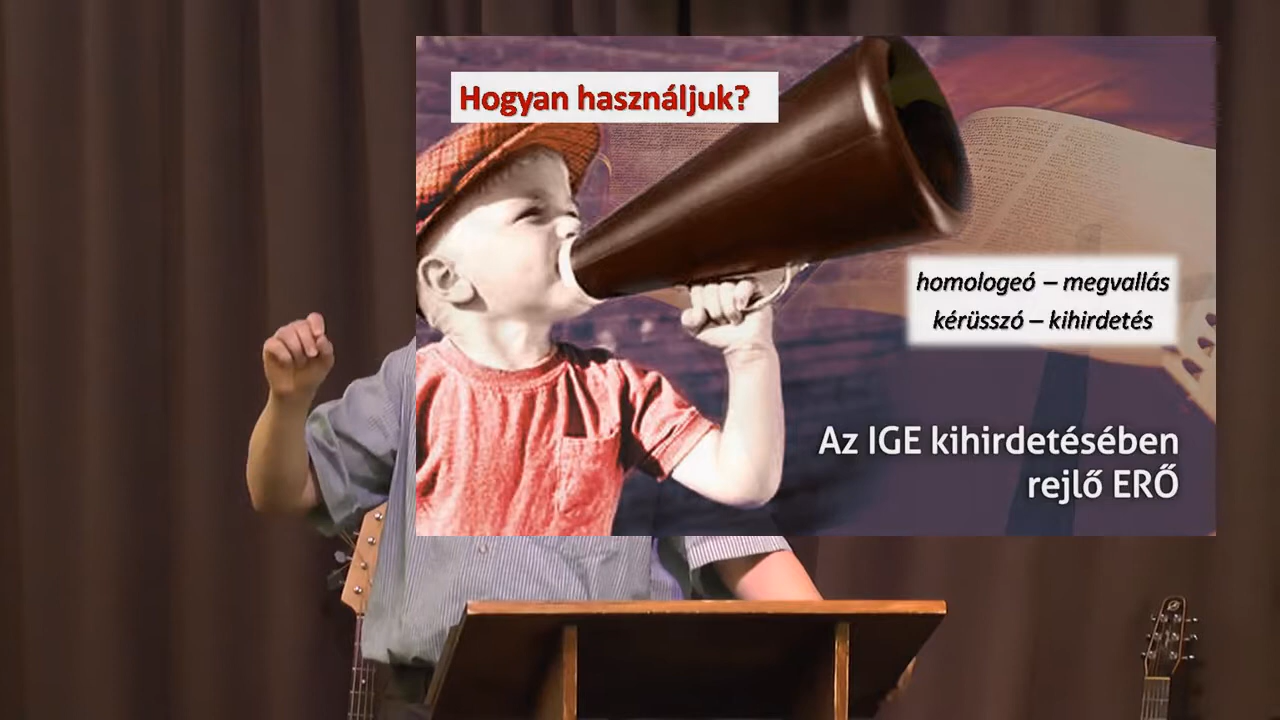 Hogyan használjuk?
homologeó – megvallás
kérüsszó – kihirdetés
Az IGE kihirdetésében
rejlő ERŐ